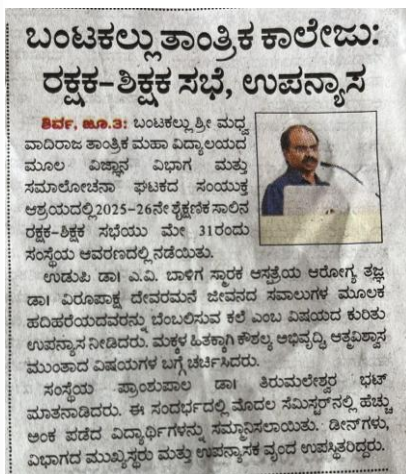 ಬಂಟಕಲ್ಲು ತಾಂತ್ರಿಕ ಕಾಲೇಜು:
ರಕ್ಷಕ-ಶಿಕ್ಷಕ ಸಭೆ, ಉಪನ್ಯಾಸ
ಶಿರ್ವ, ಜೂ.3: ಬಂಟಕಲ್ಲು ಶ್ರೀ ಮಧ್ವ
ವಾದಿರಾಜ ತಾಂತ್ರಿಕ ಮಹಾ ವಿದ್ಯಾಲಯದ
ಮೂಲ ವಿಜ್ಞಾನ ವಿಭಾಗ ಮತ್ತು
ಸಮಾಲೋಚನಾ ಘಟಕದ ಸಂಯುಕ್ತ
ಆಶ್ರಯದಲ್ಲಿ 2025-26ನೇ ಶೈಕ್ಷಣಿಕ ಸಾಲಿನ
ರಕ್ಷಕ-ಶಿಕ್ಷಕ ಸಭೆಯು ಮೇ 31ರಂದು
ಸಂಸ್ಥೆಯ ಆವರಣದಲ್ಲಿ ನಡೆಯಿತು.
ಉಡುಪಿ ಡಾ। ಎ.ವಿ. ಬಾಳಿಗ ಸ್ಮಾರಕ ಆಸ್ಪತ್ರೆಯ ಆರೋಗ್ಯ ತಜ್ಞ
ಡಾ। ವಿರೂಪಾಕ್ಷ ದೇವರಮನೆ ಜೀವನದ ಸವಾಲುಗಳ ಮೂಲಕ
ಹದಿಹರೆಯದವರನ್ನು ಬೆಂಬಲಿಸುವ ಕಲೆ ಎಂಬ ವಿಷಯದ ಕುರಿತು
ಉಪನ್ಯಾಸ ನೀಡಿದರು. ಮಕ್ಕಳ ಹಿತಕ್ಕಾಗಿ ಕೌಶಲ್ಯ ಅಭಿವೃದ್ಧಿ, ಆತ್ಮವಿಶ್ವಾಸ
ಮುಂತಾದ ವಿಷಯಗಳ ಬಗ್ಗೆ ಚರ್ಚಿಸಿದರು.
ಸಂಸ್ಥೆಯ ಪ್ರಾಂಶುಪಾಲ ಡಾ। ತಿರುಮಲೇಶ್ವರ ಭಟ್
ಮಾತನಾಡಿದರು. ಈ ಸಂದರ್ಭದಲ್ಲಿ ಮೊದಲ ಸೆಮಿಸ್ಟರ್‌ನಲ್ಲಿ ಹೆಚ್ಚು
ಅಂಕ ಪಡೆದ ವಿದ್ಯಾರ್ಥಿಗಳನ್ನು ಸಮ್ಮಾನಿಸಲಾಯಿತು. ಡೀನ್‌ಗಳು,
ವಿಭಾಗದ ಮುಖ್ಯಸ್ಥರು ಮತ್ತು ಉಪನ್ಯಾಸಕ ವೃಂದ ಉಪಸ್ಥಿತರಿದ್ದರು.